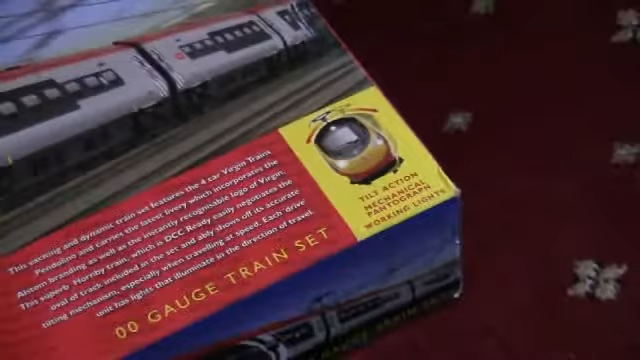 This exciting and dynamic train set features the 4 car Virgin Trains
Pendolino and carries the latest livery which incorporates the
Alstom branding as well as the instantly recognisable logo of Virgin.
This superb Hornby train, which is DCC Ready easily negotiates the
oval of track included in the set and ably shows off its accurate
tilting mechanism, especially when travelling at speed. Each 'drive'
unit has lights that illuminate in the direction of travel.
00 GAUGE TRAIN SET
TILT ACTION
MECHANICAL
PANTOGRAPH
WORKING LIGHTS